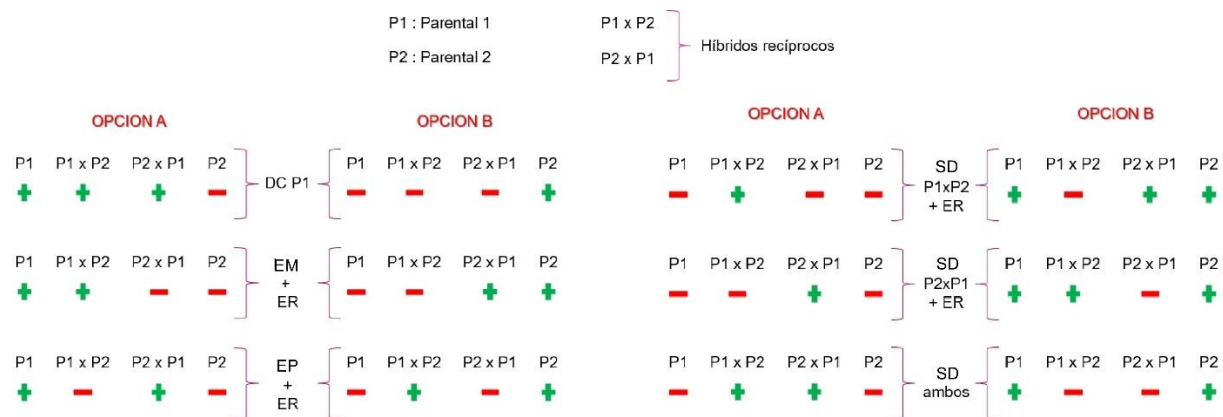 P1 : Parental 1
P1 x P2
P2 : Parental 2
P2 x P1
Híbridos recíprocos
OPCION A
OPCION B
OPCION A
OPCION B
P1 P1 x P2 P2 x P1 P2
+ + + −
DC P1
P1 P1 x P2 P2 x P1 P2
− − − +
P1 P1 x P2 P2 x P1 P2
− + − −
SD
P1xP2
+ ER
P1 P1 x P2 P2 x P1 P2
+ − + +
P1 P1 x P2 P2 x P1 P2
+ + − −
EM
+
ER
P1 P1 x P2 P2 x P1 P2
− − + +
P1 P1 x P2 P2 x P1 P2
− − + −
SD
P2xP1
+ ER
P1 P1 x P2 P2 x P1 P2
+ + − +
P1 P1 x P2 P2 x P1 P2
+ − + −
EP
+
ER
P1 P1 x P2 P2 x P1 P2
− + − +
P1 P1 x P2 P2 x P1 P2
− + + −
SD
ambos
P1 P1 x P2 P2 x P1 P2
+ − − +